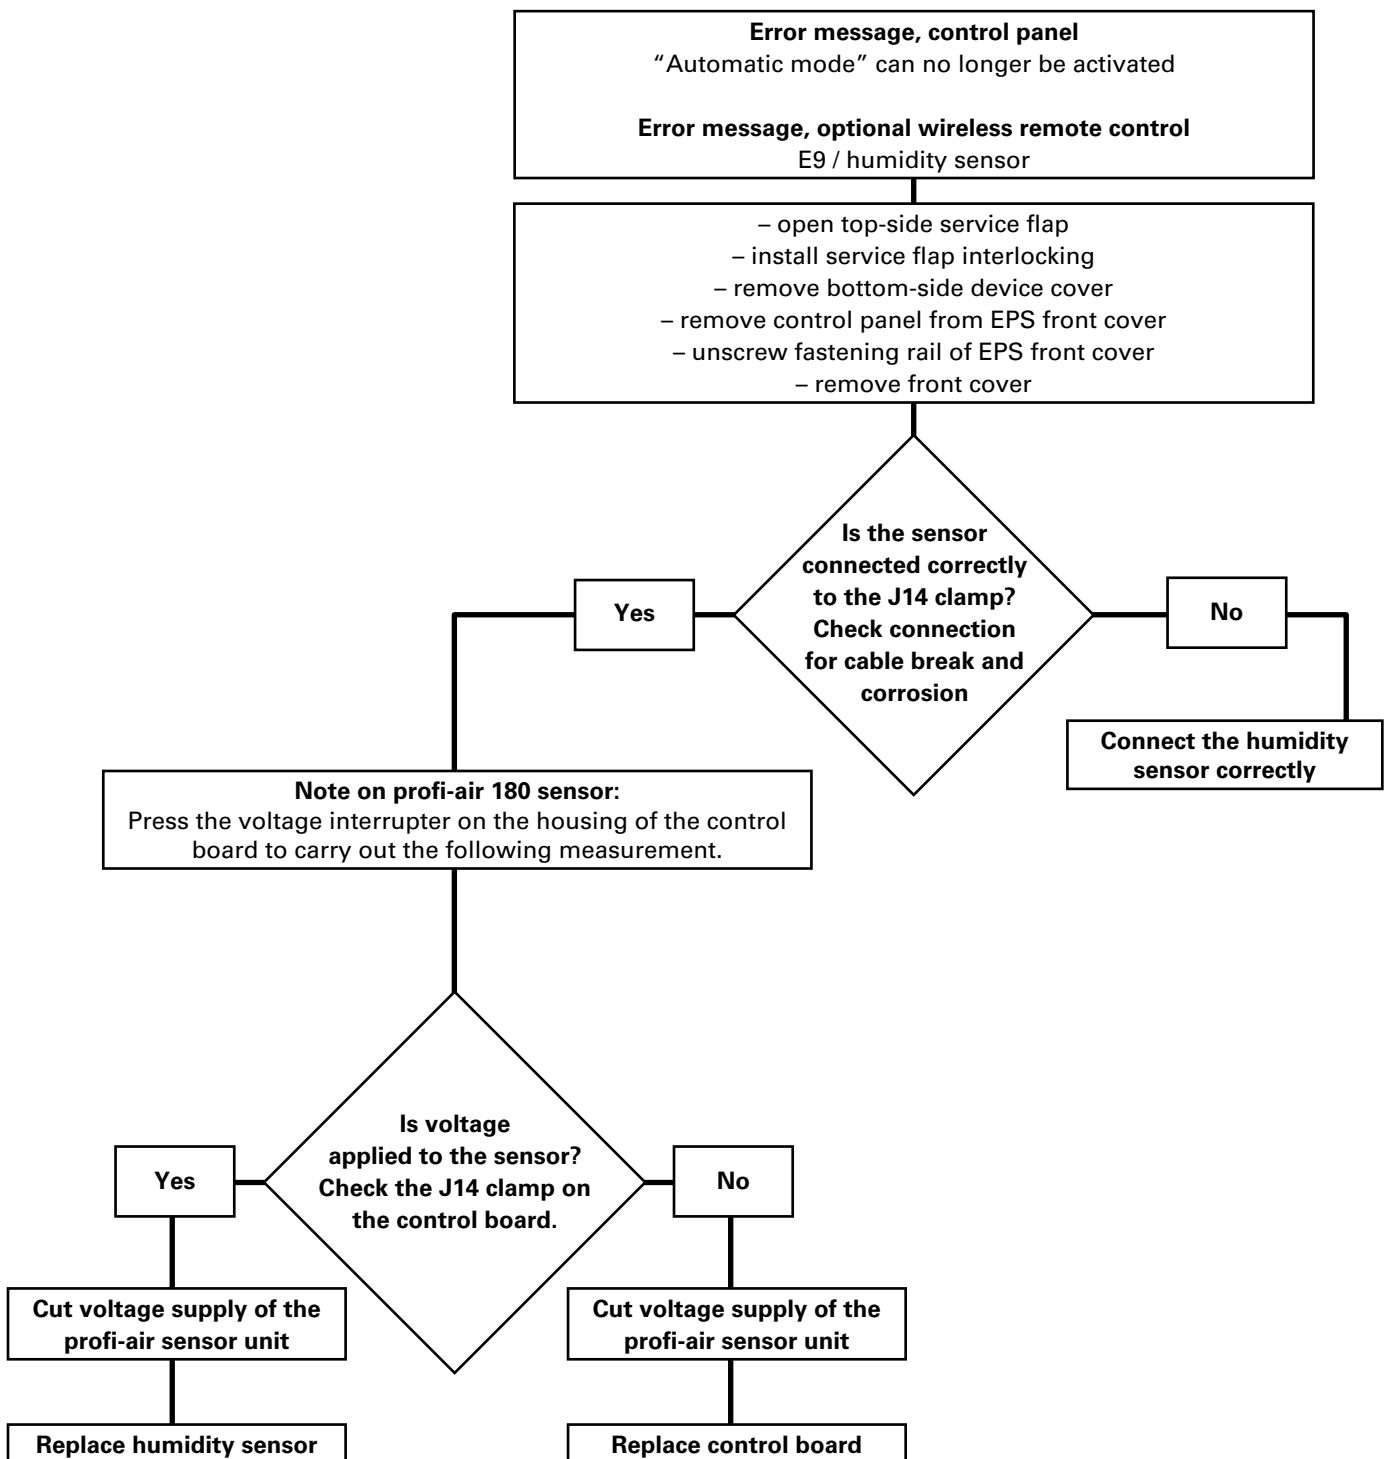 Error message, control panel
“Automatic mode” can no longer be activated
Error message, optional wireless remote control
E9 / humidity sensor
– open top-side service flap
– install service flap interlocking
– remove bottom-side device cover
– remove control panel from EPS front cover
– unscrew fastening rail of EPS front cover
– remove front cover
Is the sensor
connected correctly
to the J14 clamp?
Check connection
for cable break and
corrosion
Yes
No
Connect the humidity
sensor correctly
Note on profi-air 180 sensor:
Press the voltage interrupter on the housing of the control
board to carry out the following measurement.
Is voltage
applied to the sensor?
Check the J14 clamp on
the control board.
Yes
No
Cut voltage supply of the
profi-air sensor unit
Cut voltage supply of the
profi-air sensor unit
Replace humidity sensor
Replace control board